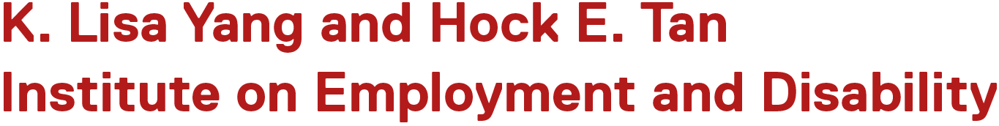 K. Lisa Yang and Hock E. Tan
Institute on Employment and Disability